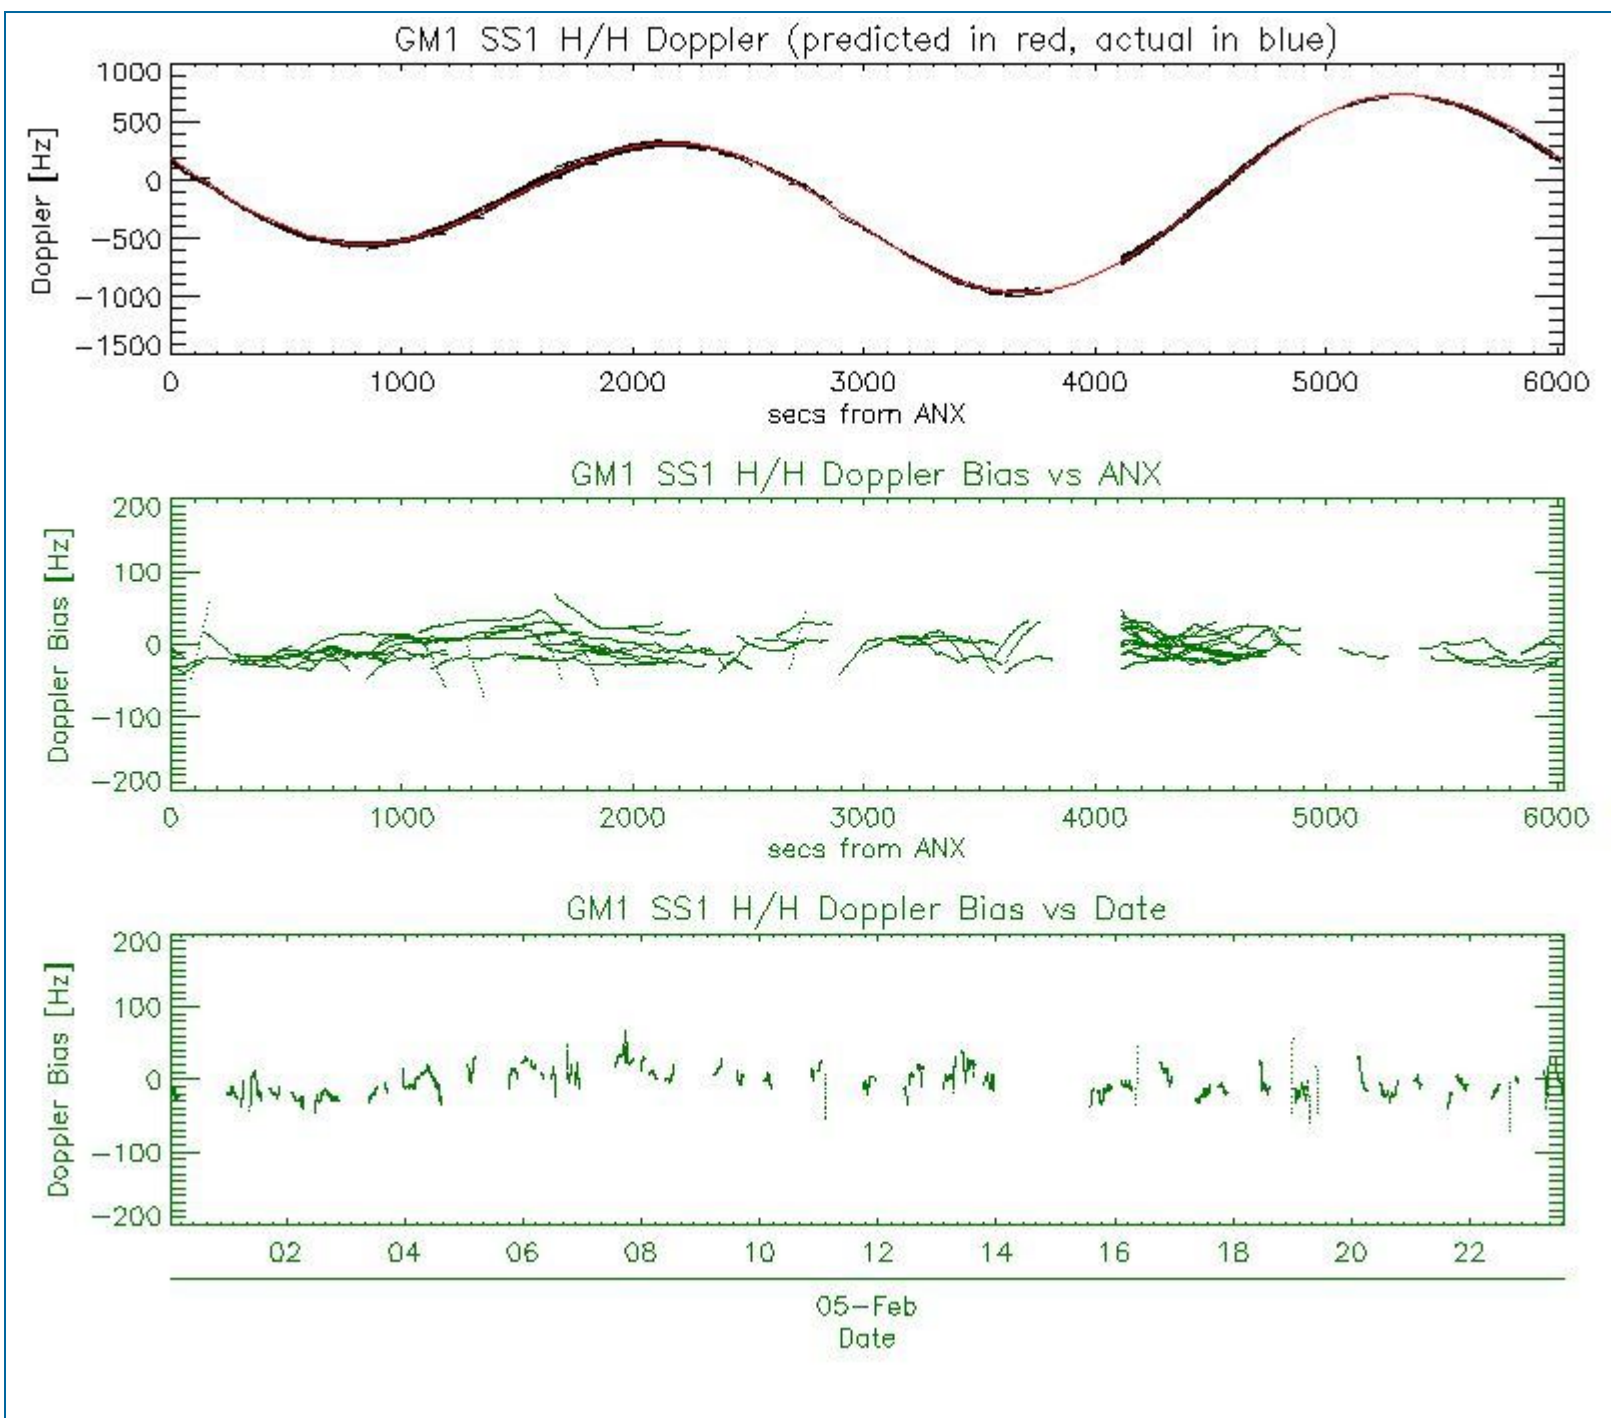 GM1 SS1 H/H Doppler (predicted in red, actual in blue)
Doppler [Hz]
1000
500
0
−500
−1000
−1500
0 1000 2000 3000 4000 5000 6000
secs from ANX
GM1 SS1 H/H Doppler Bias vs ANX
Doppler Bias [Hz]
200
100
0
−100
−200
0 1000 2000 3000 4000 5000 6000
secs from ANX
GM1 SS1 H/H Doppler Bias vs Date
Doppler Bias [Hz]
200
100
0
−100
−200
02 04 06 08 10 12 14 16 18 20 22
05−Feb
Date